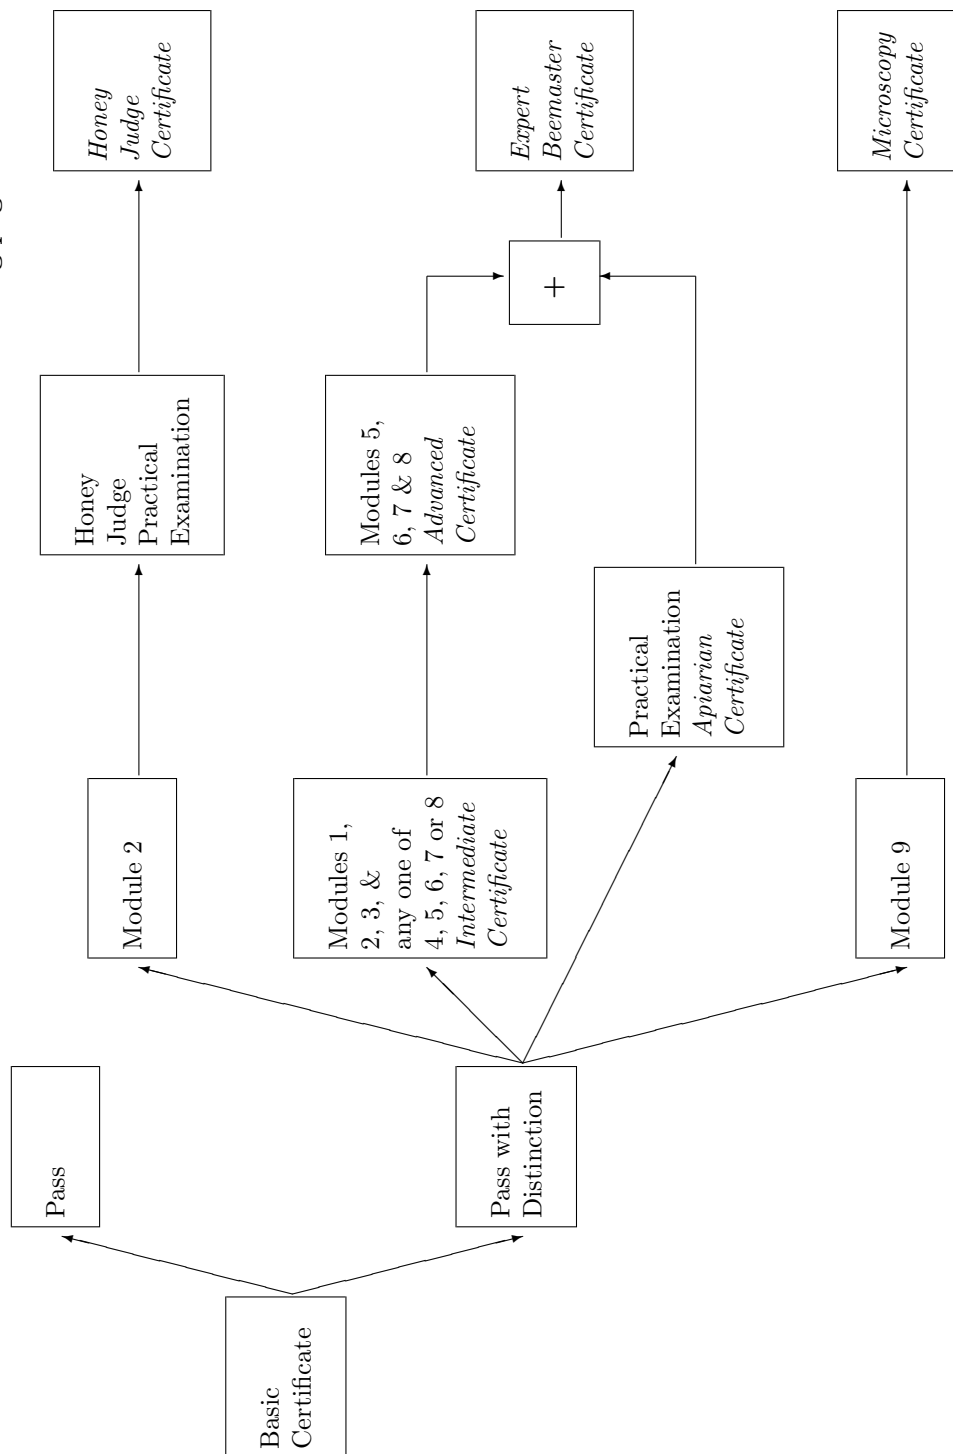 Basic
Certificate
Pass
Pass with
Distinction
Module 2
Modules 1,
2, 3, &
any one of
4, 5, 6, 7 or 8
Intermediate
Certificate
Practical
Examination
Apiarian
Certificate
Module 9
Honey
Judge
Practical
Examination
Modules 5,
6, 7 & 8
Advanced
Certificate
+
Honey
Judge
Certificate
Expert
Beemaster
Certificate
Microscopy
Certificate